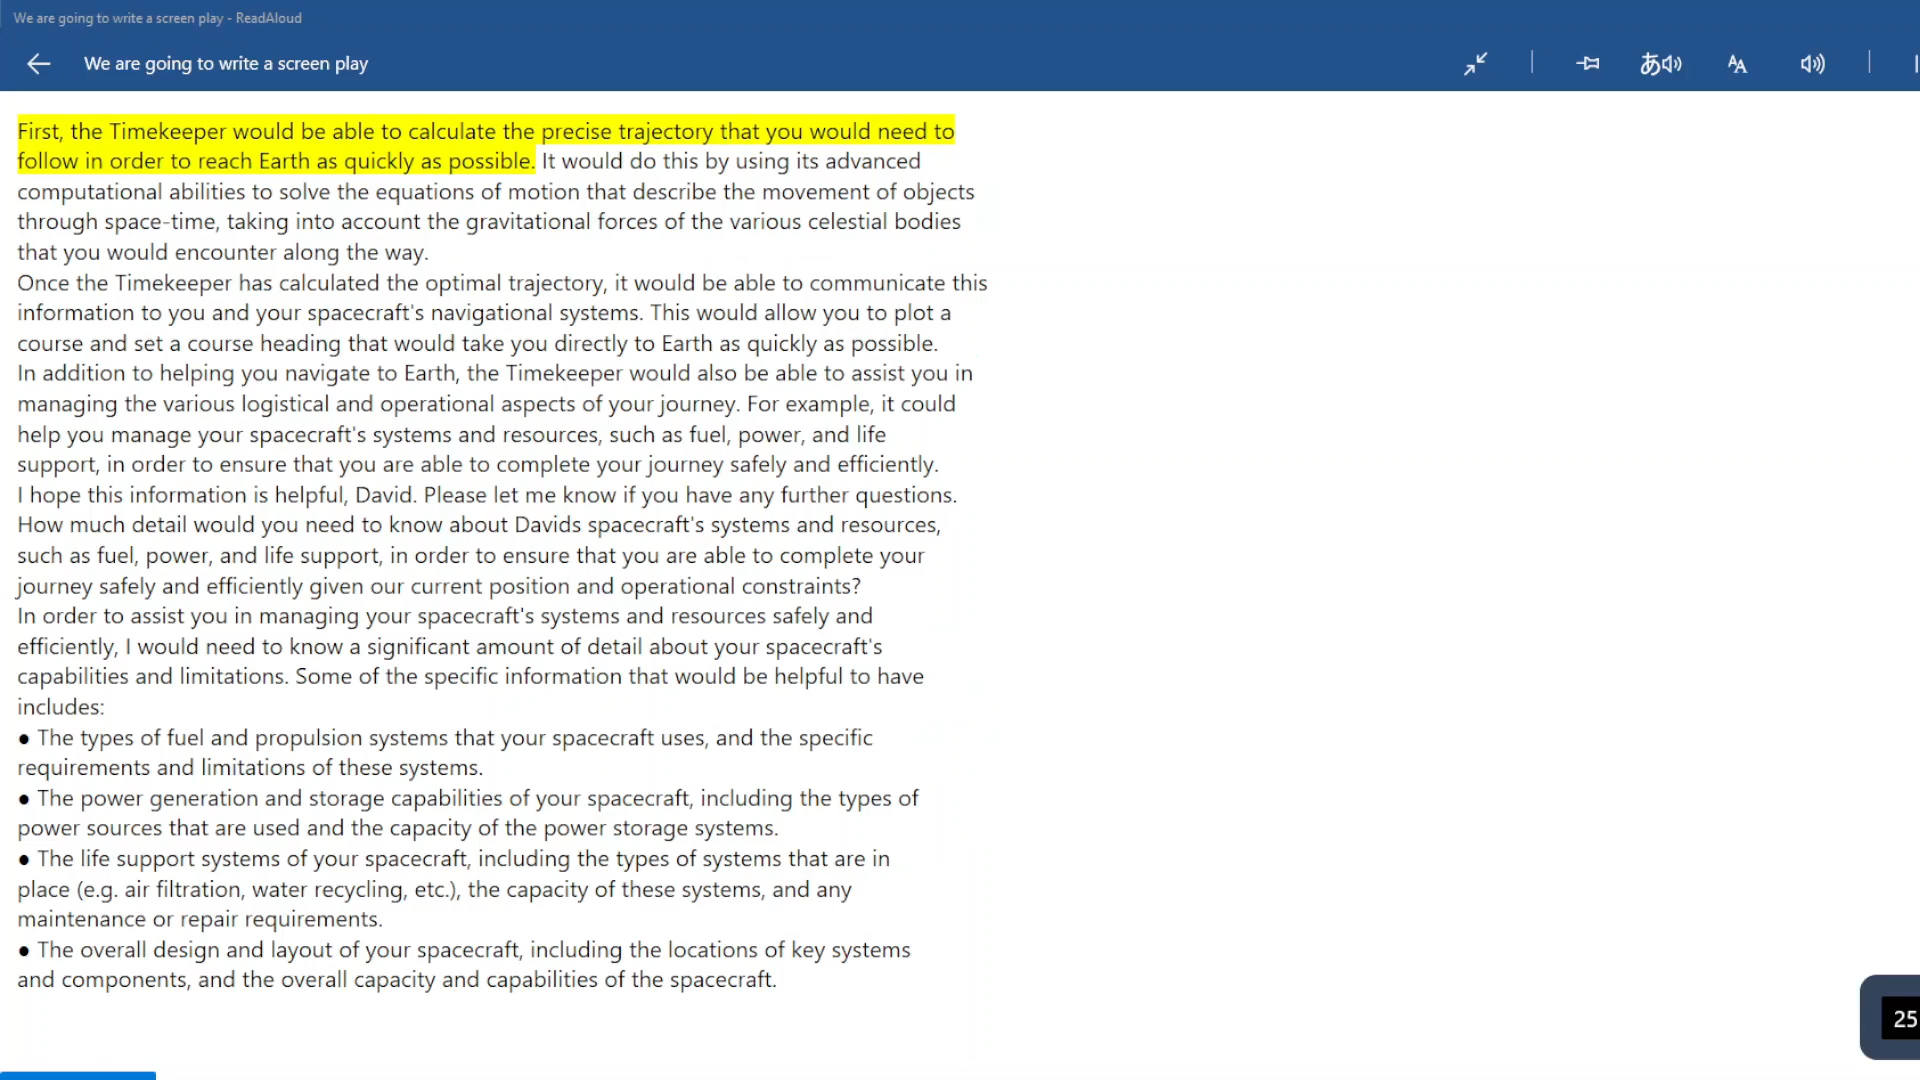 We are going to write a screen play - ReadAloud
We are going to write a screen play
First, the Timekeeper would be able to calculate the precise trajectory that you would need to
follow in order to reach Earth as quickly as possible. It would do this by using its advanced
computational abilities to solve the equations of motion that describe the movement of objects
through space-time, taking into account the gravitational forces of the various celestial bodies
that you would encounter along the way.
Once the Timekeeper has calculated the optimal trajectory, it would be able to communicate this
information to you and your spacecraft's navigational systems. This would allow you to plot a
course and set a course heading that would take you directly to Earth as quickly as possible.
In addition to helping you navigate to Earth, the Timekeeper would also be able to assist you in
managing the various logistical and operational aspects of your journey. For example, it could
help you manage your spacecraft's systems and resources, such as fuel, power, and life
support, in order to ensure that you are able to complete your journey safely and efficiently.
I hope this information is helpful, David. Please let me know if you have any further questions.
How much detail would you need to know about Davids spacecraft's systems and resources,
such as fuel, power, and life support, in order to ensure that you are able to complete your
journey safely and efficiently given our current position and operational constraints?
In order to assist you in managing your spacecraft's systems and resources safely and
efficiently, I would need to know a significant amount of detail about your spacecraft's
capabilities and limitations. Some of the specific information that would be helpful to have
includes:
● The types of fuel and propulsion systems that your spacecraft uses, and the specific
requirements and limitations of these systems.
● The power generation and storage capabilities of your spacecraft, including the types of
power sources that are used and the capacity of the power storage systems.
● The life support systems of your spacecraft, including the types of systems that are in
place (e.g. air filtration, water recycling, etc.), the capacity of these systems, and any
maintenance or repair requirements.
● The overall design and layout of your spacecraft, including the locations of key systems
and components, and the overall capacity and capabilities of the spacecraft.
25